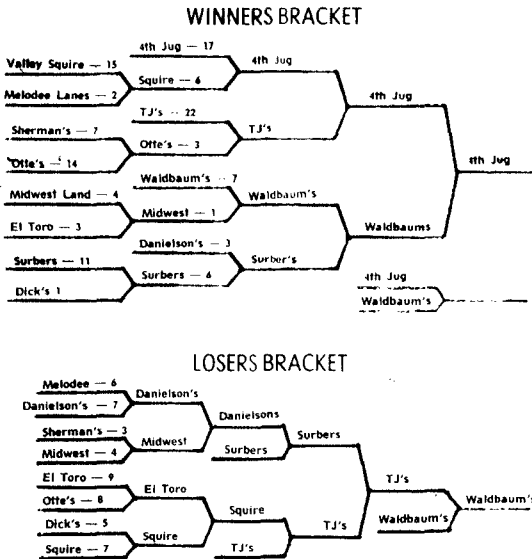 WINNERS BRACKET
4th Jug — 17
4th Jug
Valley Squire — 15
Squire — 6
Melodee Lanes — 2
4th Jug
TJ's — 22
TJ's
Sherman's — 7
Otte's — 3
Otte's — 14
4th Jug
Waldbaum's — 7
Waldbaum's
Midwest Land — 4
Midwest — 1
El Toro — 3
Waldbaums
Danielson's — 3
Surber's
Surbers — 11
Surbers — 6
Dick's 1
4th Jug
Waldbaum's
LOSERS BRACKET
Melodee — 6
Danielson's
Danielson's — 7
Danielsons
Sherman's — 3
Midwest
Midwest — 4
Surbers
Surbers
El Toro — 9
El Toro
Otte's — 8
TJ's
Squire
Dick's — 5
Squire
Squire — 7
TJ's
TJ's
Waldbaum's
Waldbaum's